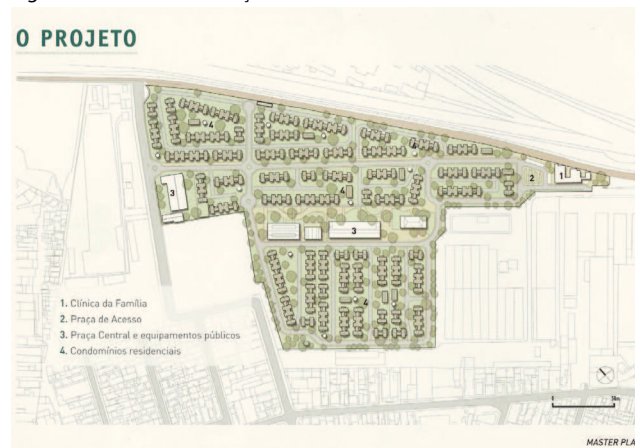 O PROJETO
4
4
1
2
3
4
3
4
1. Clínica da Família
2. Praça de Acesso
3. Praça Central e equipamentos públicos
4. Condomínios residenciais
0
MASTER PLA